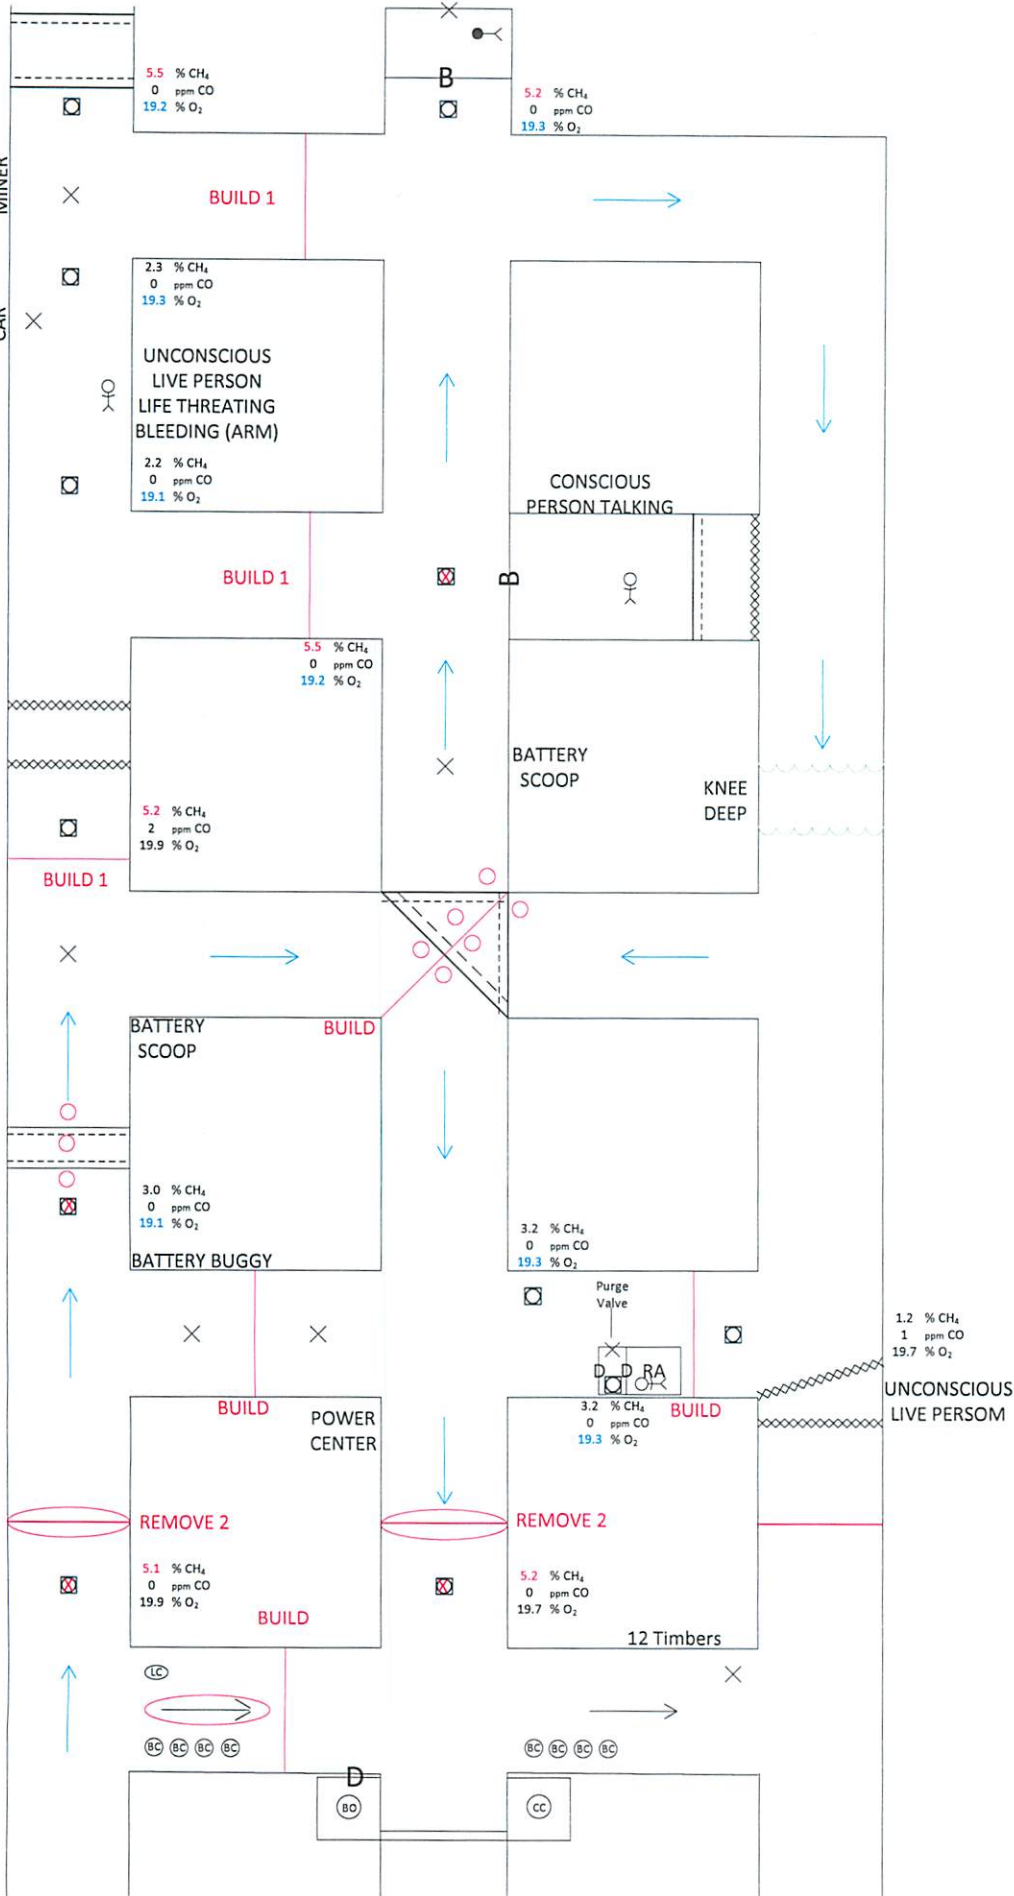 5.5 % CH₄
0 ppm CO
19.2 % O₂
B
5.2 % CH₄
0 ppm CO
19.3 % O₂
MINER
BUILD 1
2.3 % CH₄
0 ppm CO
19.3 % O₂
CAR
UNCONSCIOUS
LIVE PERSON
LIFE THREATING
BLEEDING (ARM)
2.2 % CH₄
0 ppm CO
19.1 % O₂
CONSCIOUS
PERSON TALKING
BUILD 1
B
5.5 % CH₄
0 ppm CO
19.2 % O₂
BATTERY
SCOOP
KNEE
DEEP
5.2 % CH₄
2 ppm CO
19.9 % O₂
BUILD 1
BATTERY
SCOOP
BUILD
3.0 % CH₄
0 ppm CO
19.1 % O₂
BATTERY BUGGY
3.2 % CH₄
0 ppm CO
19.3 % O₂
Purge
Valve
D D RA
1.2 % CH₄
1 ppm CO
19.7 % O₂
UNCONSCIOUS
LIVE PERSOM
BUILD
POWER
CENTER
3.2 % CH₄
0 ppm CO
19.3 % O₂
BUILD
REMOVE 2
REMOVE 2
5.1 % CH₄
0 ppm CO
19.9 % O₂
5.2 % CH₄
0 ppm CO
19.7 % O₂
BUILD
12 Timbers
LC
BC BC BC BC
BC BC BC BC
D
BO
CC